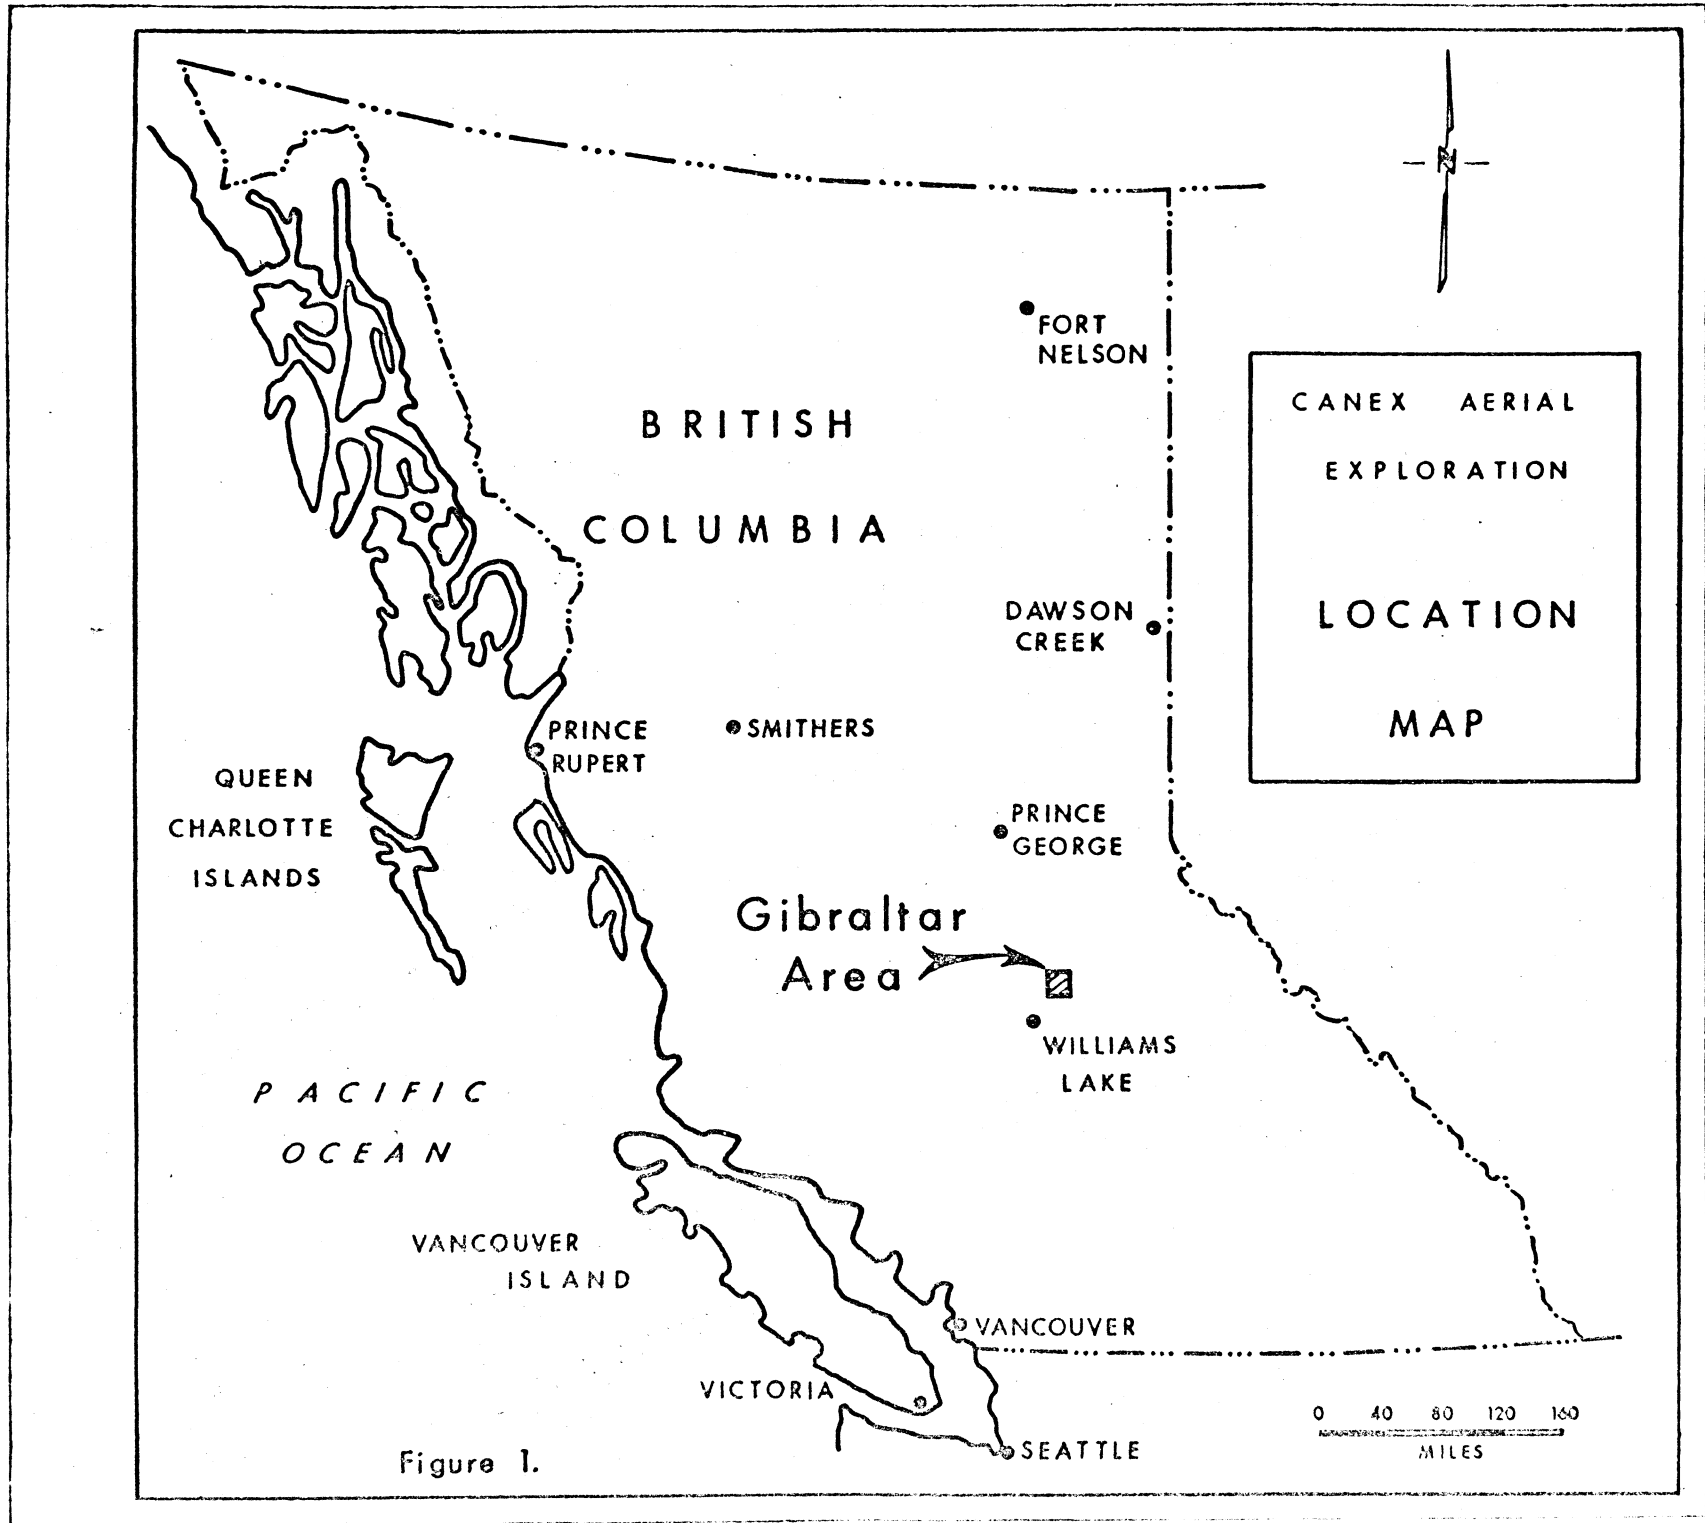 N
FORT
NELSON
CANEX AERIAL
EXPLORATION
LOCATION
MAP
BRITISH
COLUMBIA
DAWSON
CREEK
PRINCE
RUPERT
SMITHERS
QUEEN
CHARLOTTE
ISLANDS
PRINCE
GEORGE
Gibraltar
Area
WILLIAMS
LAKE
PACIFIC
OCEAN
VANCOUVER
ISLAND
VANCOUVER
VICTORIA
SEATTLE
0 40 80 120 160
MILES
Figure 1.